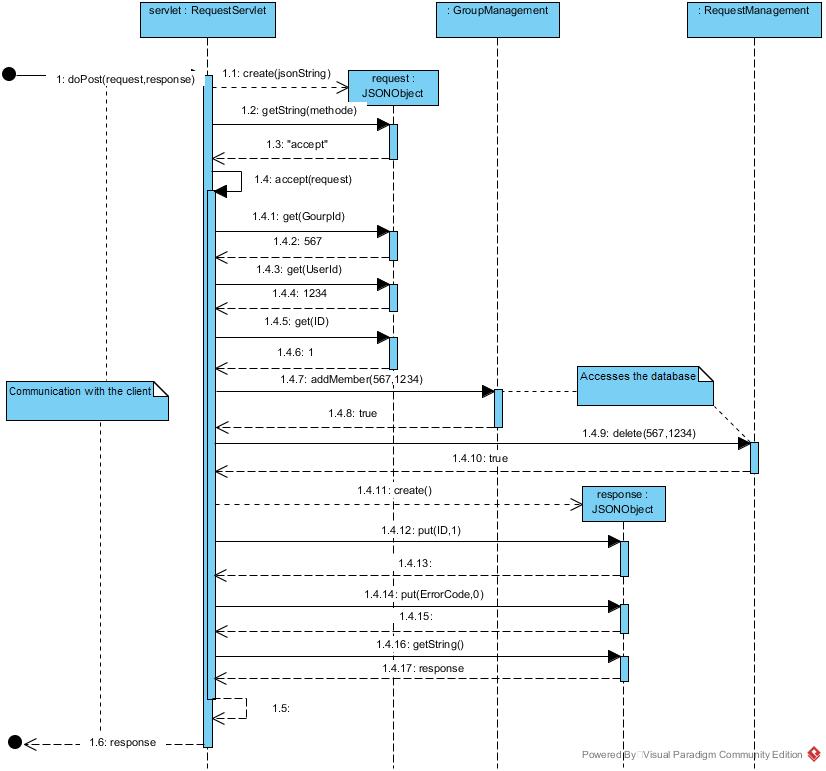 servlet : RequestServlet
: GroupManagement
: RequestManagement
1: doPost(request,response)
1.1: create(jsonString)
request :
JSONObject
1.2: getString(methode)
1.3: "accept"
1.4: accept(request)
1.4.1: get(GourpId)
1.4.2: 567
1.4.3: get(UserId)
1.4.4: 1234
1.4.5: get(ID)
1.4.6: 1
1.4.7: addMember(567,1234)
Accesses the database
Communication with the client
1.4.8: true
1.4.9: delete(567,1234)
1.4.10: true
1.4.11: create()
response :
JSONObject
1.4.12: put(ID,1)
1.4.13:
1.4.14: put(ErrorCode,0)
1.4.15:
1.4.16: getString()
1.4.17: response
1.5:
1.6: response
Powered By Visual Paradigm Community Edition